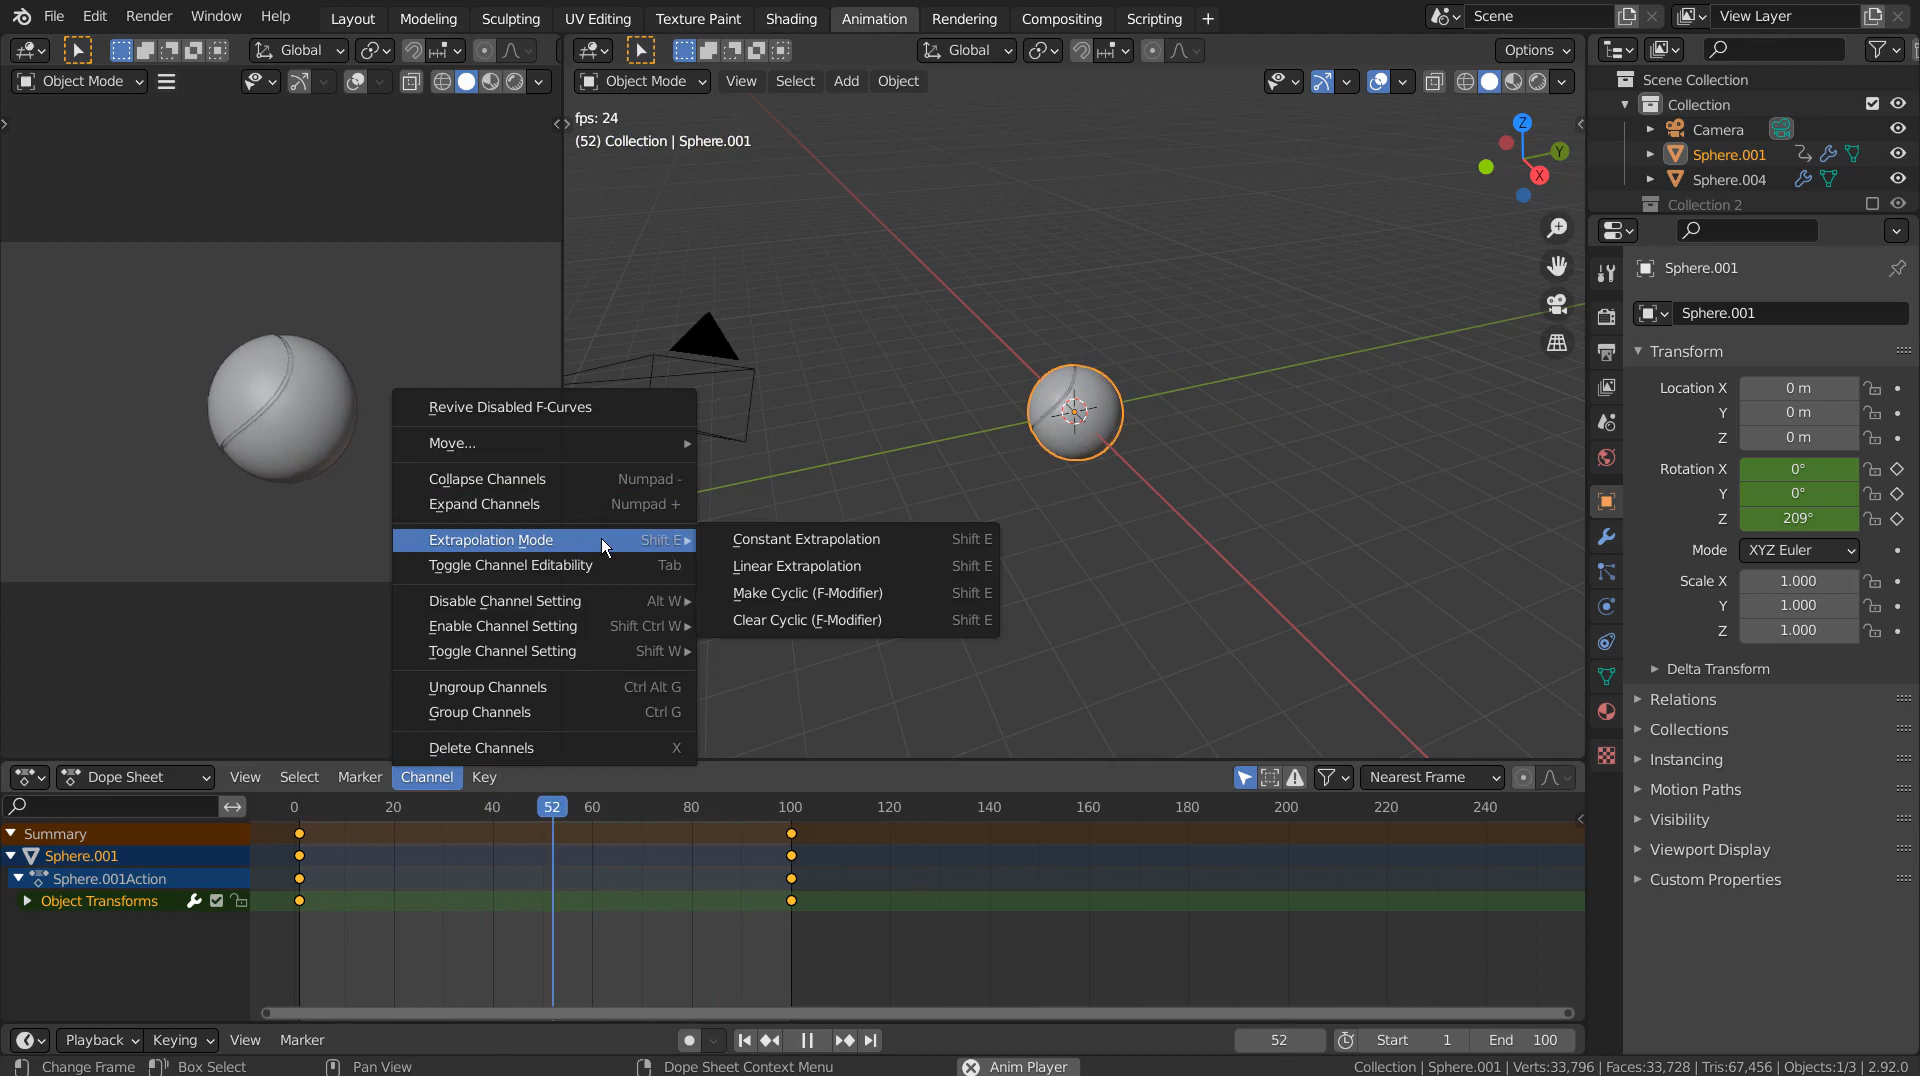 File Edit Render Window Help Layout Modeling Sculpting UV Editing Texture Paint Shading Animation Rendering Compositing Scripting + Scene View Layer
Global Global Options
Object Mode Object Mode View Select Add Object
fps: 24
(52) Collection | Sphere.001
Z
Y
X
Scene Collection
Collection
Camera
Sphere.001
Sphere.004
Collection 2
Sphere.001
Sphere.001
Transform
Location X 0 m
Y 0 m
Z 0 m
Rotation X 0°
Y 0°
Z 209°
Mode XYZ Euler
Scale X 1.000
Y 1.000
Z 1.000
Delta Transform
Relations
Collections
Instancing
Motion Paths
Visibility
Viewport Display
Custom Properties
Revive Disabled F-Curves
Move...
Collapse Channels Numpad -
Expand Channels Numpad +
Extrapolation Mode Shift E
Toggle Channel Editability Tab
Disable Channel Setting Alt W
Enable Channel Setting Shift Ctrl W
Toggle Channel Setting Shift W
Ungroup Channels Ctrl Alt G
Group Channels Ctrl G
Delete Channels X
Constant Extrapolation Shift E
Linear Extrapolation Shift E
Make Cyclic (F-Modifier) Shift E
Clear Cyclic (F-Modifier) Shift E
Dope Sheet View Select Marker Channel Key Nearest Frame
0 20 40 52 60 80 100 120 140 160 180 200 220 240
Summary
Sphere.001
Sphere.001Action
Object Transforms
Playback Keying View Marker 52 Start 1 End 100
Change Frame Box Select Pan View Dope Sheet Context Menu Anim Player Collection | Sphere.001 | Verts:33,796 | Faces:33,728 | Tris:67,456 | Objects:1/3 | 2.92.0